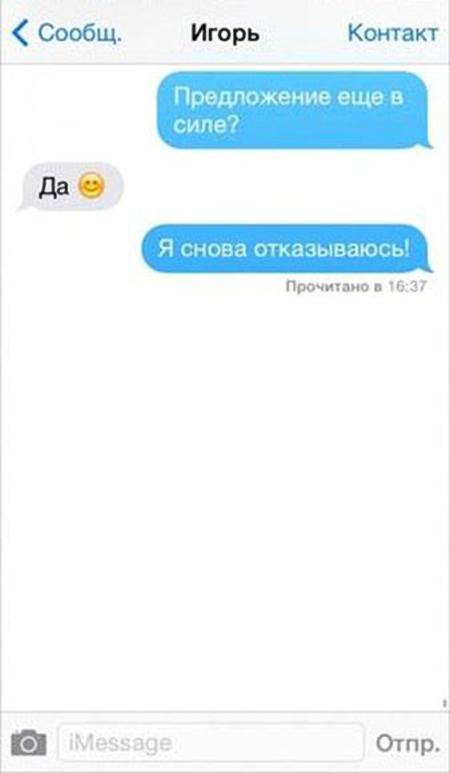 Сообщ. Игорь Контакт
Предложение еще в
силе?
Да 😊
Я снова отказываюсь!
Прочитано в 16:37
iMessage Отпр.